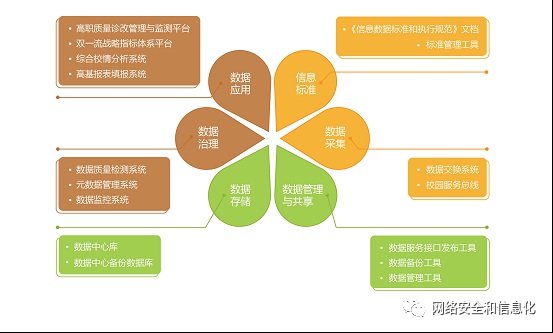 高职质量诊改管理与监测平台
双一流战略指标体系平台
综合校情分析系统
高基报表填报系统
《信息数据标准和执行规范》文档
标准管理工具
数据
应用
信息
标准
数据
治理
数据
采集
数据
存储
数据管理
与共享
数据质量检测系统
元数据管理系统
数据监控系统
数据交换系统
校园服务总线
数据中心库
数据中心备份数据库
数据服务接口发布工具
数据备份工具
数据管理工具
网络安全和信息化